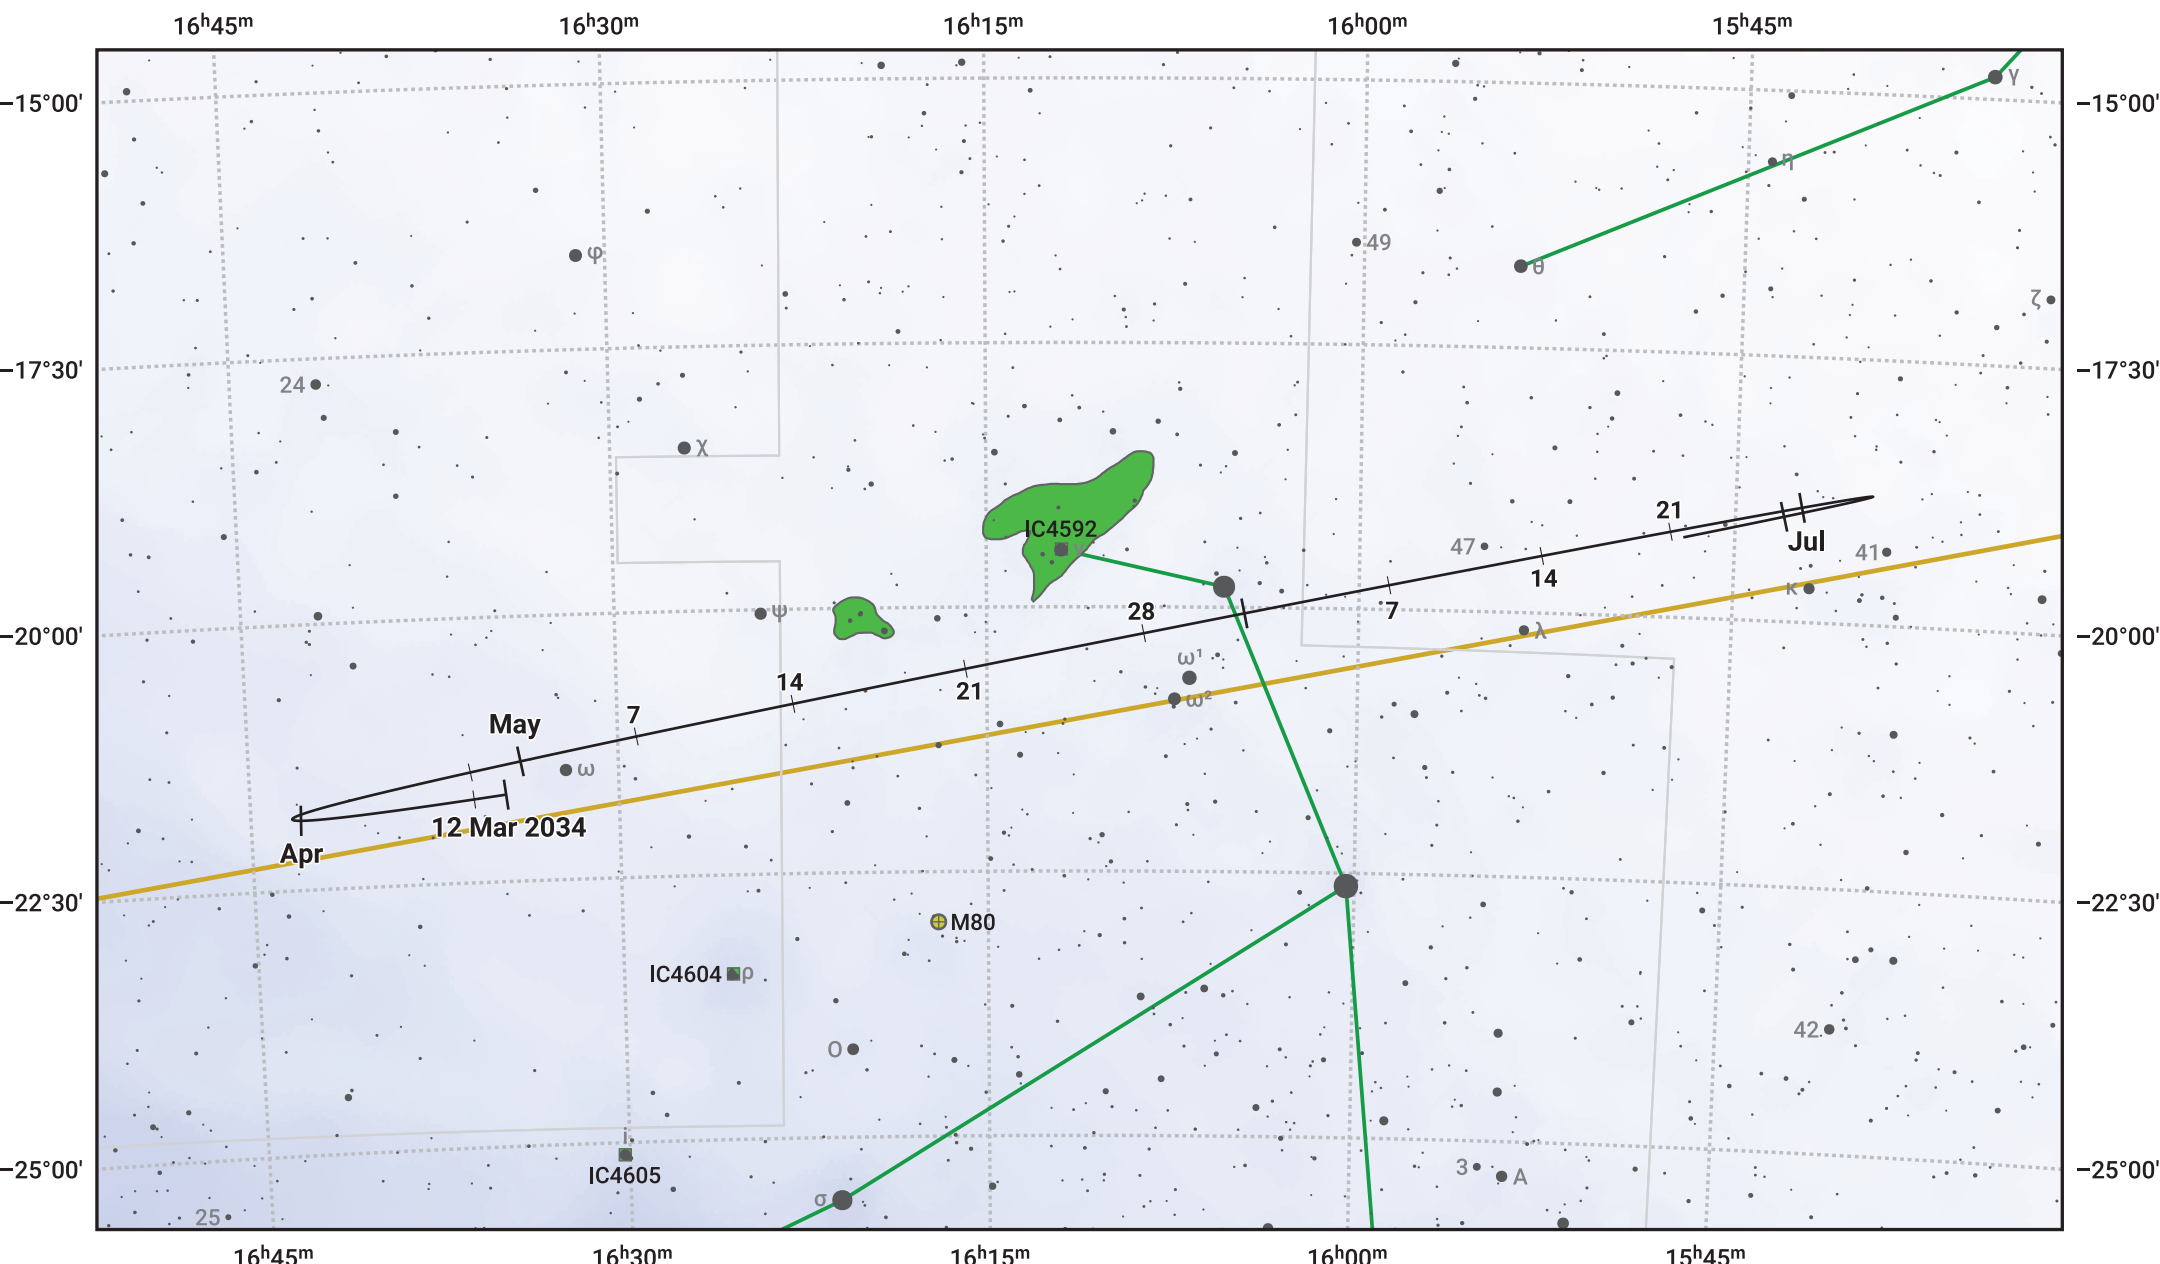 16ʰ45ᵐ 16ʰ30ᵐ 16ʰ15ᵐ 16ʰ00ᵐ 15ʰ45ᵐ
γ
−15°00' −15°00'
η
49
φ
θ
ζ
−17°30' −17°30'
24
χ
21
IC4592
ν
47
Jul
41
14
κ
ψ
28
7
−20°00' −20°00'
λ
ω¹
14
21
ω²
7
May
ω
12 Mar 2034
Apr
−22°30' −22°30'
M80
IC4604 ρ
42
ο
i
−25°00' −25°00'
3 A
IC4605
σ
25
16ʰ45ᵐ 16ʰ30ᵐ 16ʰ15ᵐ 16ʰ00ᵐ 15ʰ45ᵐ